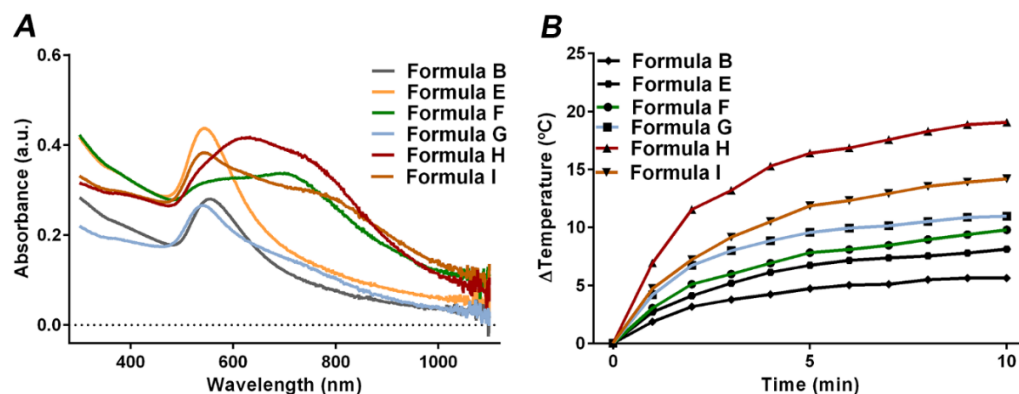 A
Absorbance (a.u.)
0.6
0.4
0.2
0.0
400
600
800
1000
Wavelength (nm)
Formula B
Formula E
Formula F
Formula G
Formula H
Formula I
B
ΔTemperature (ºC)
25
20
15
10
5
0
0
5
10
Time (min)
Formula B
Formula E
Formula F
Formula G
Formula H
Formula I